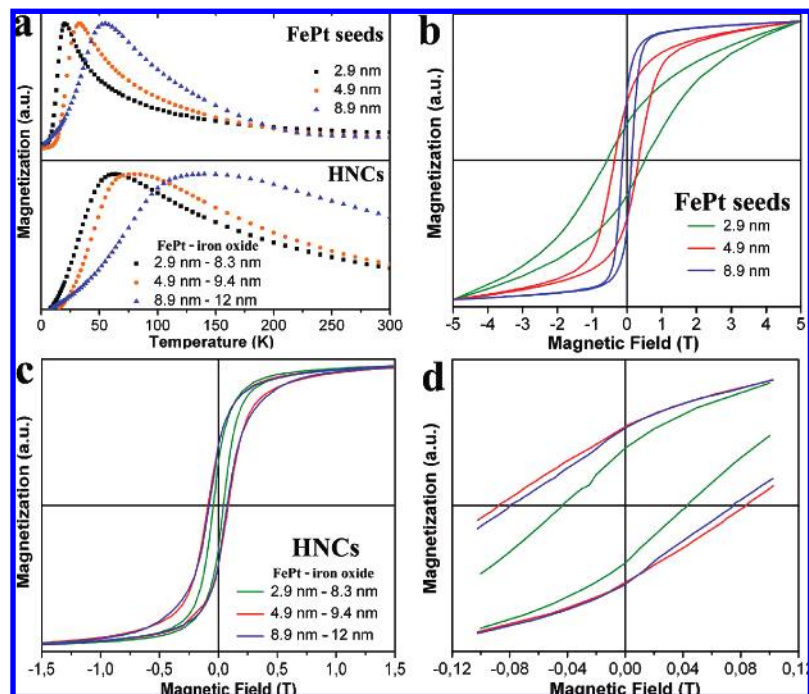 a
FePt seeds
2.9 nm
4.9 nm
8.9 nm
HNCs
FePt - iron oxide
2.9 nm - 8.3 nm
4.9 nm - 9.4 nm
8.9 nm - 12 nm
Magnetization (a.u.)
0 50 100 150 200 250 300
Temperature (K)
b
Magnetization (a.u.)
FePt seeds
2.9 nm
4.9 nm
8.9 nm
-5 -4 -3 -2 -1 0 1 2 3 4 5
Magnetic Field (T)
c
Magnetization (a.u.)
HNCs
FePt - iron oxide
2.9 nm - 8.3 nm
4.9 nm - 9.4 nm
8.9 nm - 12 nm
-1,5 -1,0 -0,5 0,0 0,5 1,0 1,5
Magnetic Field (T)
d
Magnetization (a.u.)
-0,12 -0,08 -0,04 0,00 0,04 0,08 0,12
Magnetic Field (T)